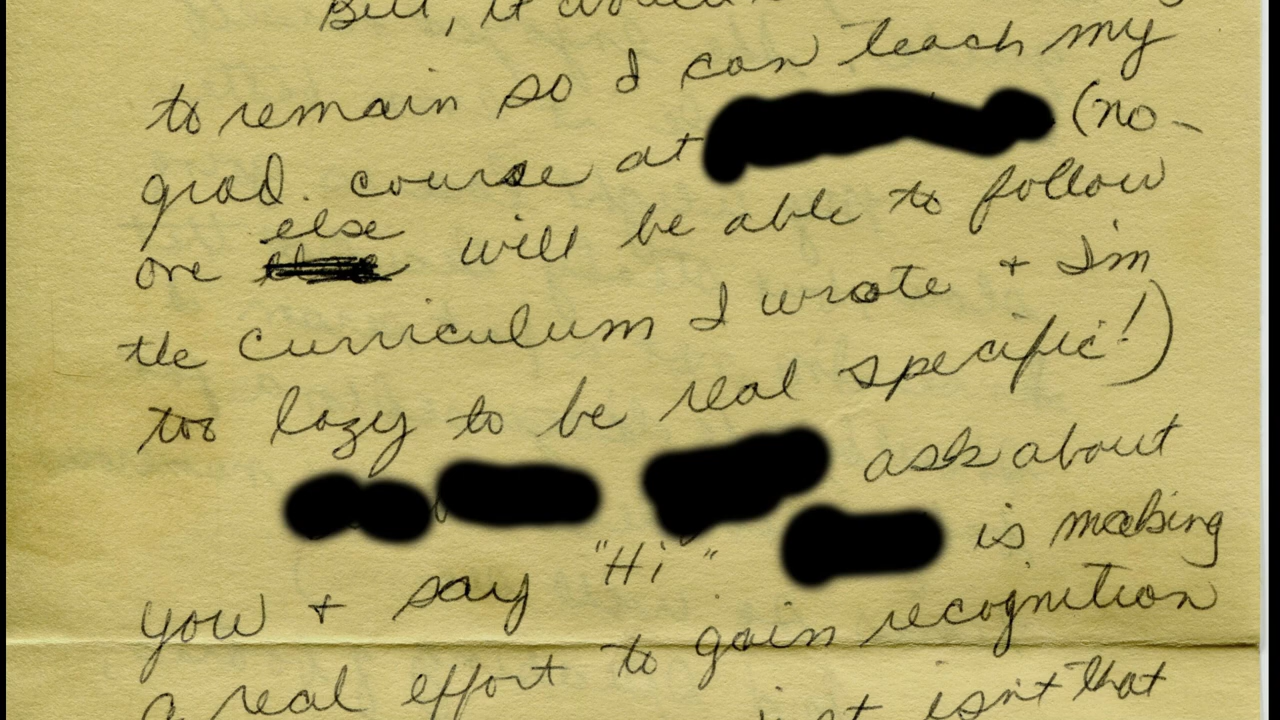 Bill, it would
to remain so I can teach my
grad. course at (no-
one else will be able to follow
the curriculum I wrote + I'm
too lazy to be real specific!)
ask about
you + say "Hi" is making
a real effort to gain recognition
isn't that